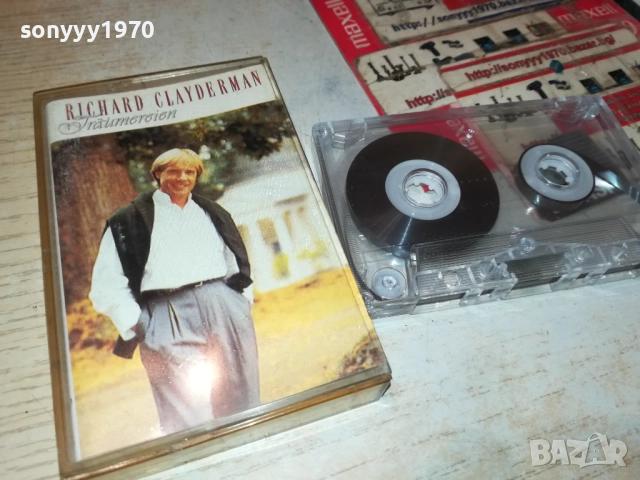 sonyyy1970
RICHARD CLAYDERMAN
Träumereien
maxell
maxell
http://sonyyy1970.bazar.bg/
http://sonyyy1970.bazar.bg/
BAZAR